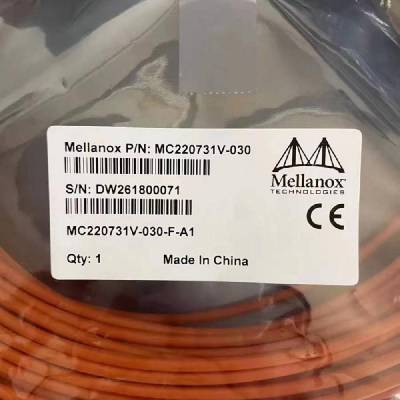 Mellanox P/N: MC220731V-030
S/N: DW261800071
MC220731V-030-F-A1
Qty: 1 Made In China
Mellanox
TECHNOLOGIES
CE